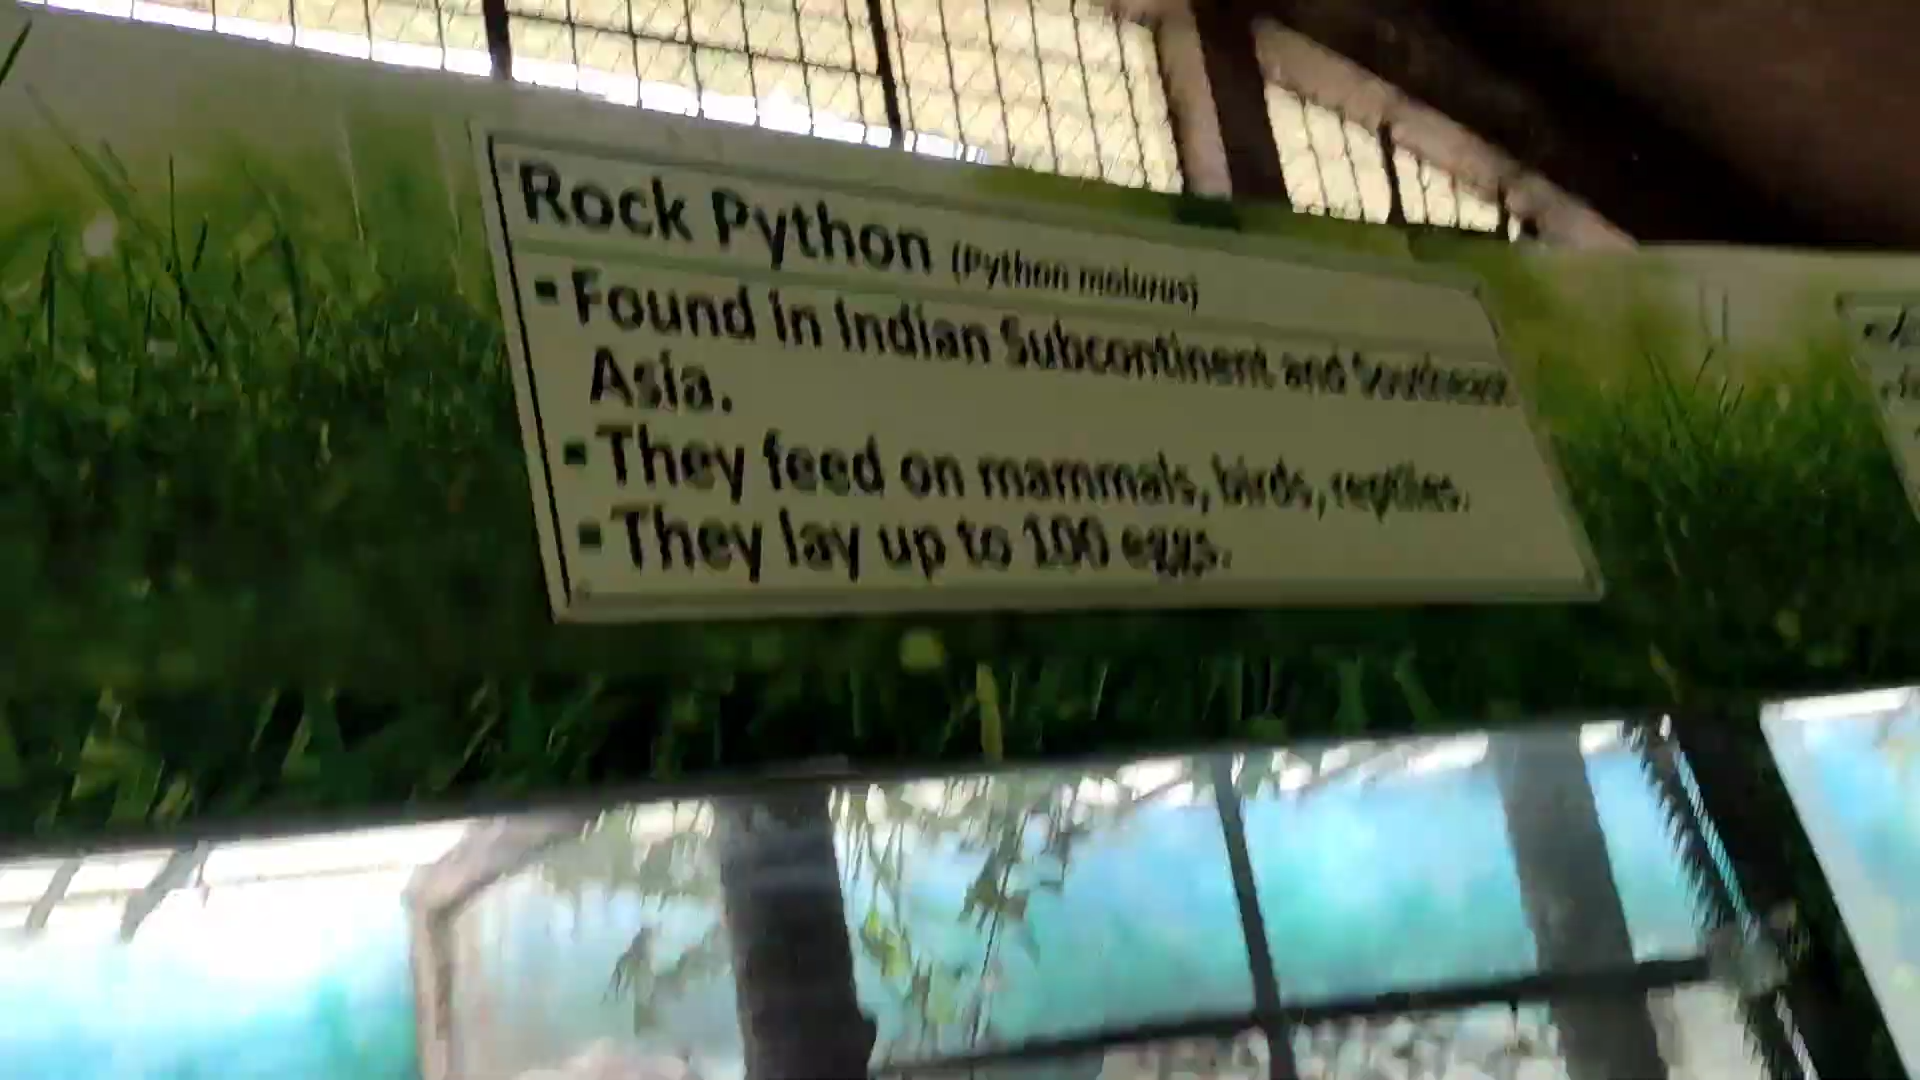 Rock Python (Python molurus)
▪ Found in Indian Subcontinent and Southeast
Asia.
▪ They feed on mammals, birds, reptiles.
▪ They lay up to 100 eggs.